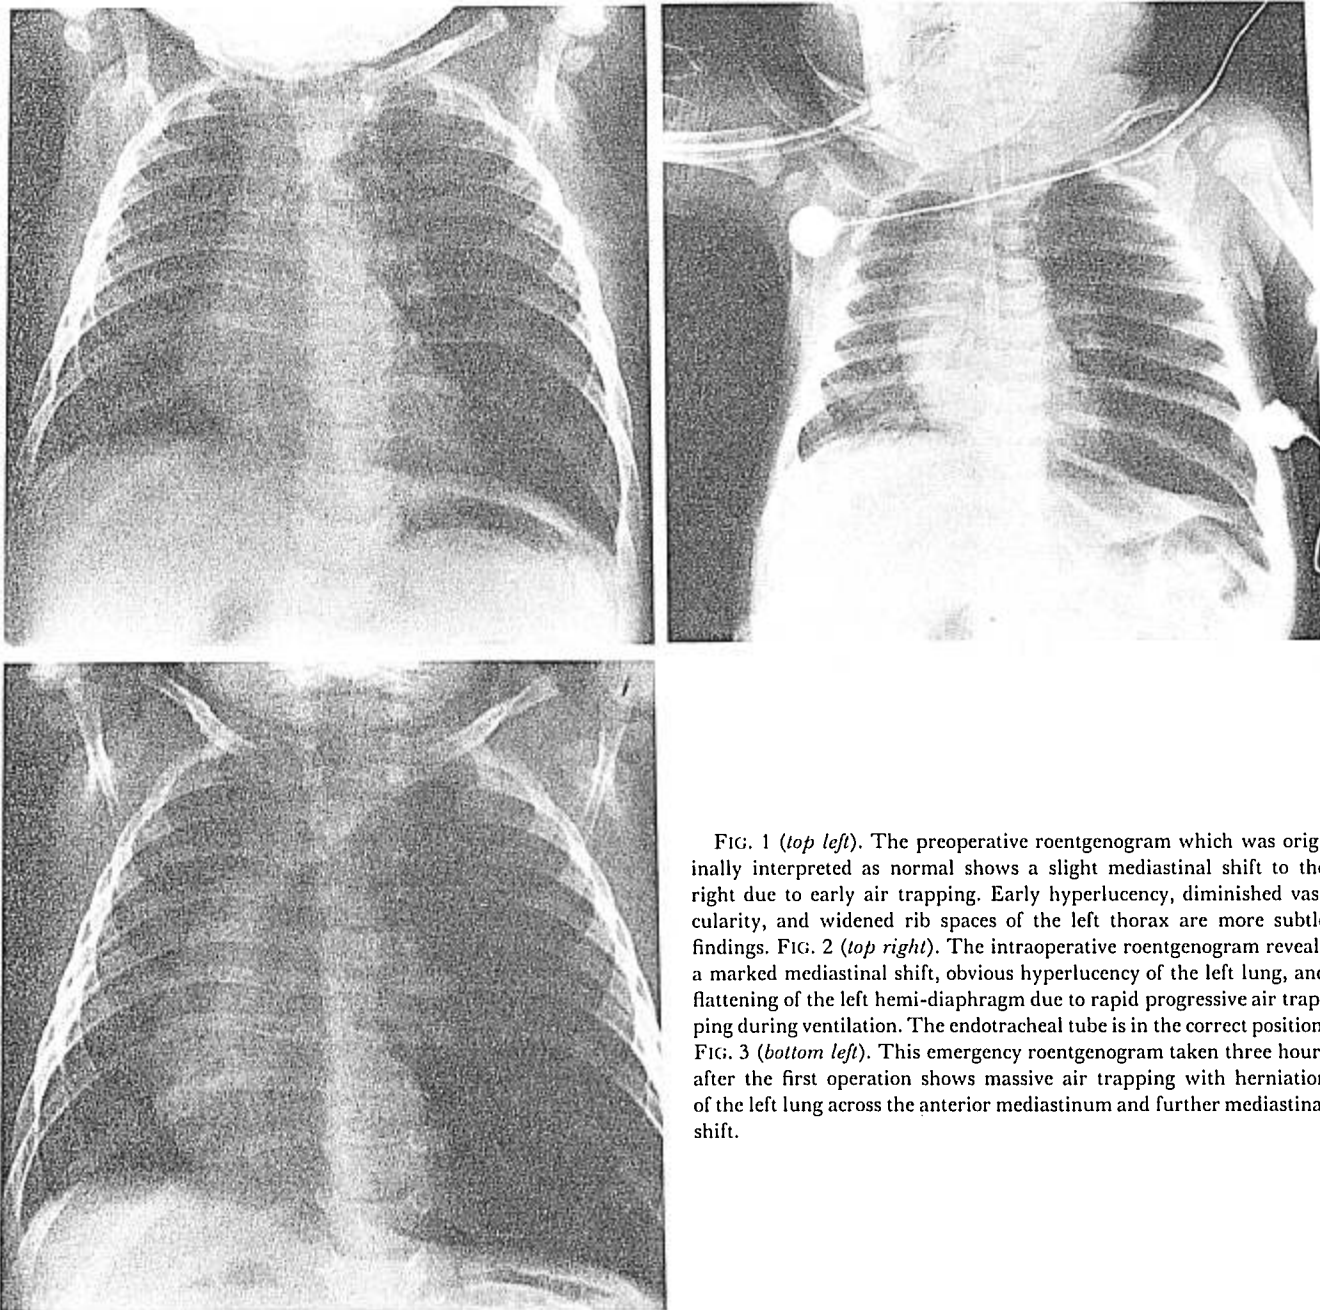 FIG. 1 (top left). The preoperative roentgenogram which was orig
inally interpreted as normal shows a slight mediastinal shift to the
right due to early air trapping. Early hyperlucency, diminished vas
cularity, and widened rib spaces of the left thorax are more subtl
findings. FIG. 2 (top right). The intraoperative roentgenogram reveal
a marked mediastinal shift, obvious hyperlucency of the left lung, and
flattening of the left hemi-diaphragm due to rapid progressive air trap
ping during ventilation. The endotracheal tube is in the correct position
FIG. 3 (bottom left). This emergency roentgenogram taken three hour
after the first operation shows massive air trapping with herniation
of the left lung across the anterior mediastinum and further mediastina
shift.